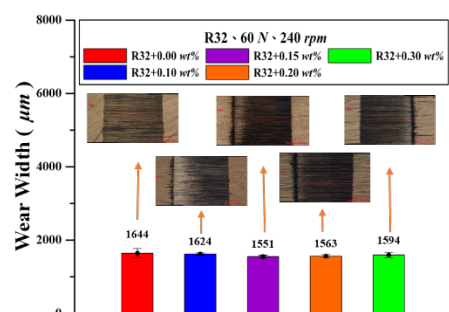 R32、60 N、240 rpm
R32+0.00 wt% R32+0.15 wt% R32+0.30 wt%
R32+0.10 wt% R32+0.20 wt%
Wear Width ( μm )
8000
6000
4000
2000
0
1644 1624 1551 1563 1594